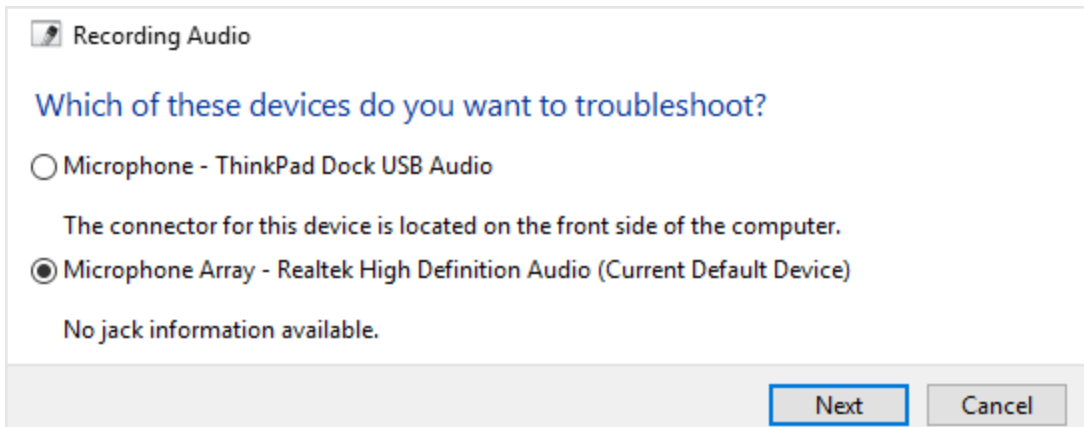 Recording Audio
Which of these devices do you want to troubleshoot?
Microphone - ThinkPad Dock USB Audio
The connector for this device is located on the front side of the computer.
Microphone Array - Realtek High Definition Audio (Current Default Device)
No jack information available.
Next Cancel